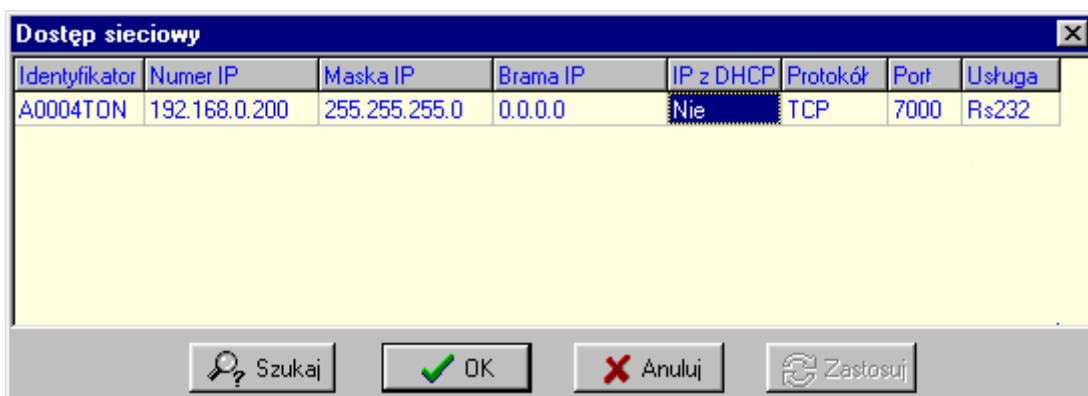 Dostęp sieciowy
Identyfikator Numer IP Maska IP Brama IP IP z DHCP Protokół Port Usługa
A0004TON 192.168.0.200 255.255.255.0 0.0.0.0 Nie TCP 7000 Rs232
Szukaj OK Anuluj Zastosuj